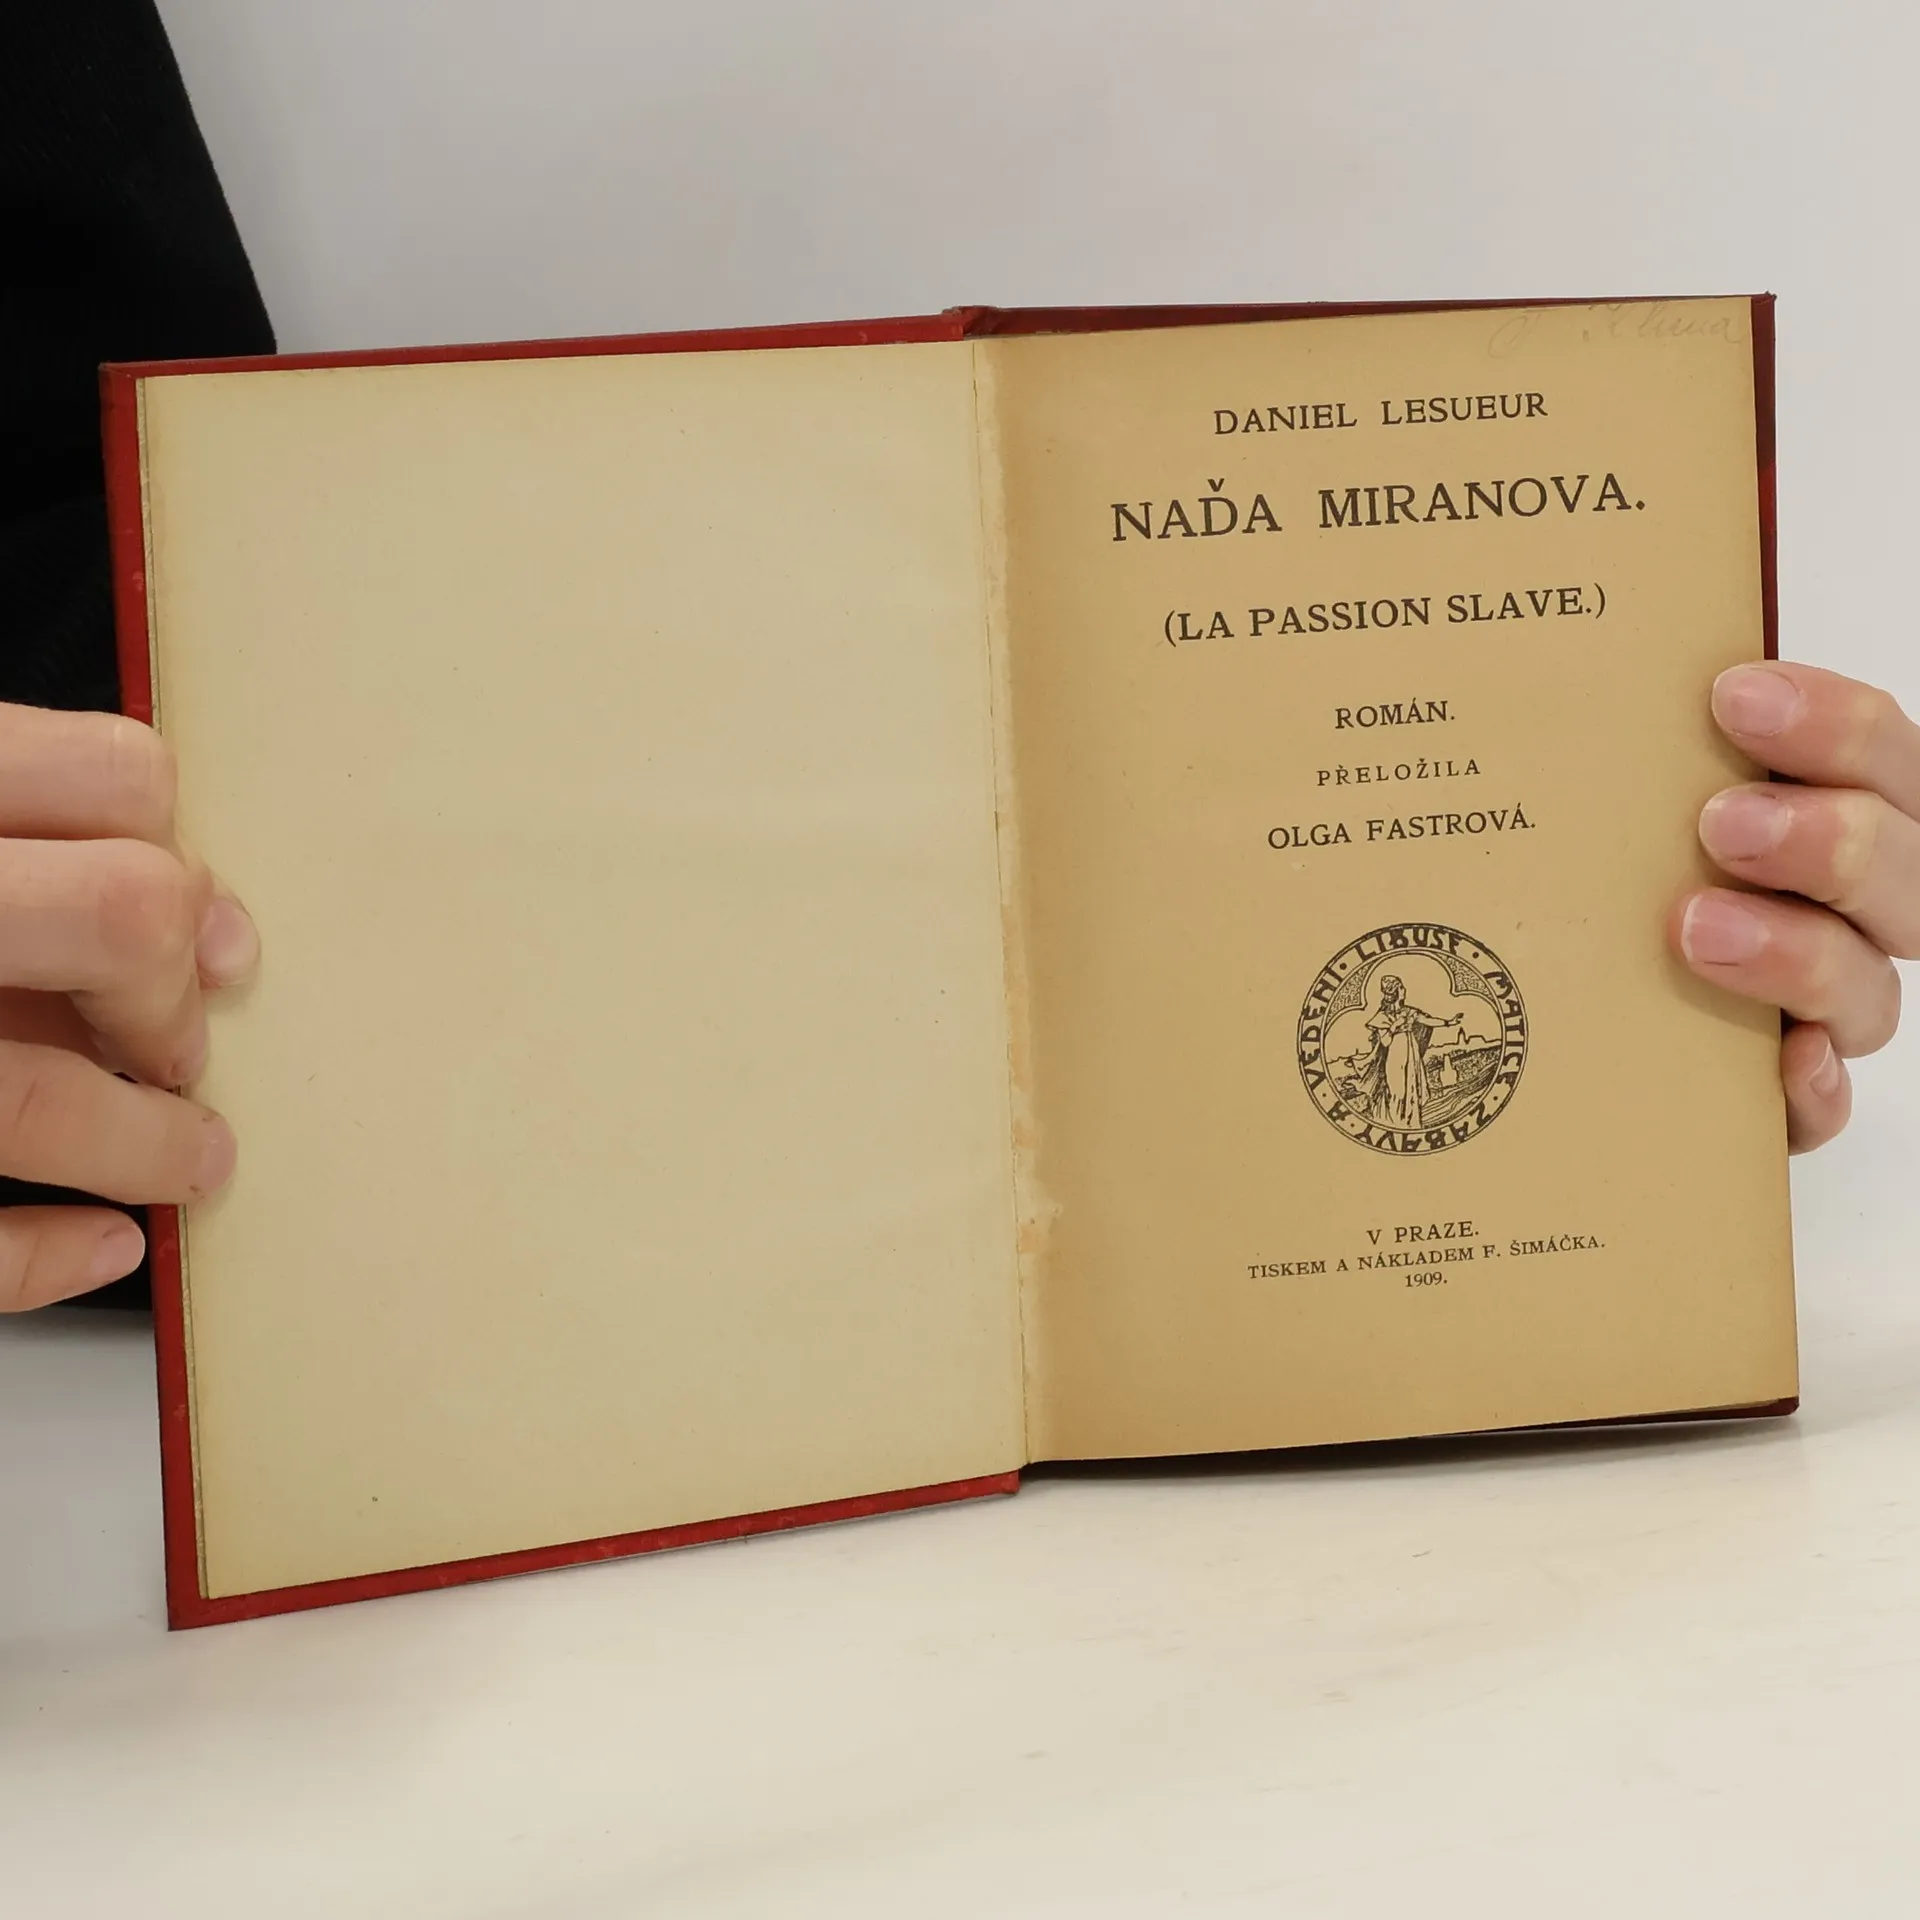 DANIEL LESUEUR
NAĎA MIRANOVA.
(LA PASSION SLAVE.)
ROMÁN.
PŘELOŽILA
OLGA FASTROVÁ.
LIBUŠE · MATICE · ZÁBAVY · A · VĚDĚNÍ ·
V PRAZE.
TISKEM A NÁKLADEM F. ŠIMÁČKA.
1909.